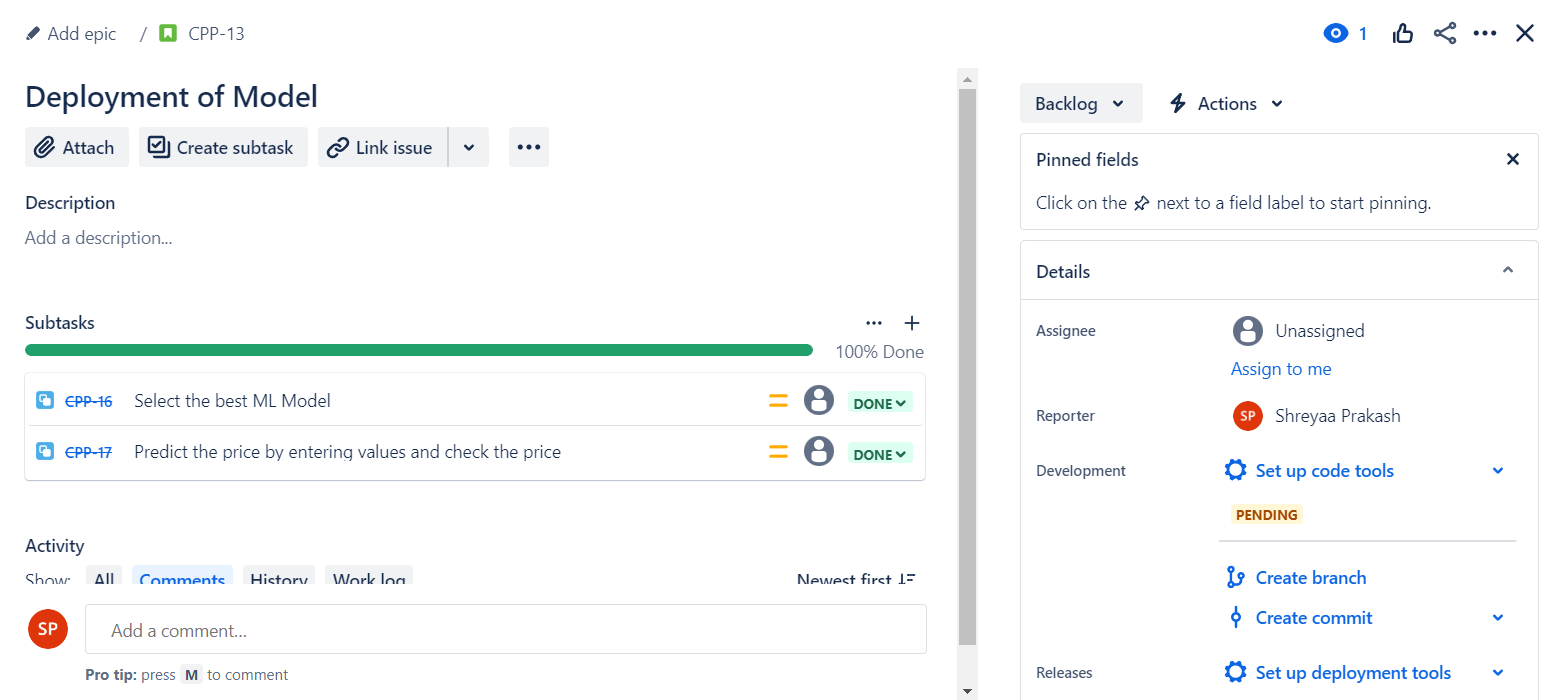 Add epic / CPP-13
1
Deployment of Model
Attach Create subtask Link issue
Description
Add a description...
Subtasks
100% Done
CPP-16 Select the best ML Model DONE
CPP-17 Predict the price by entering values and check the price DONE
Activity
Show: All Comments History Work log Newest first
SP Add a comment...
Pro tip: press M to comment
Backlog Actions
Pinned fields
Click on the next to a field label to start pinning.
Details
Assignee Unassigned
Assign to me
Reporter SP Shreyaa Prakash
Development Set up code tools
PENDING
Create branch
Create commit
Releases Set up deployment tools